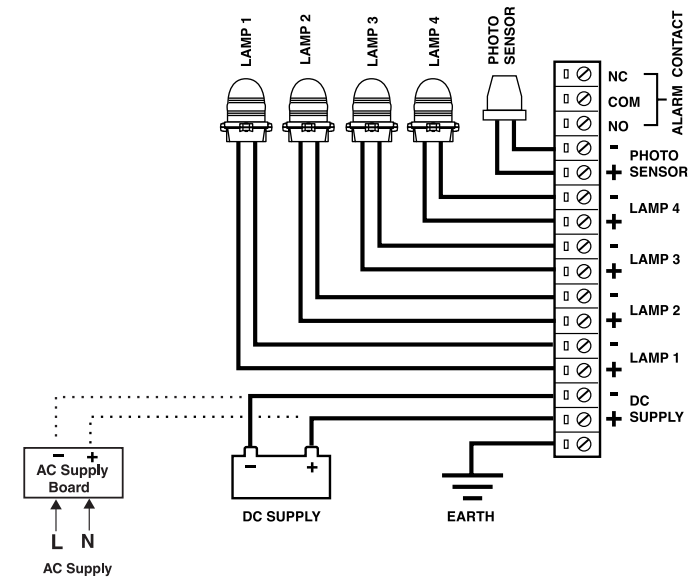 LAMP 1
LAMP 2
LAMP 3
LAMP 4
PHOTO
SENSOR
NC
COM
NO
ALARM CONTACT
-
PHOTO
+ SENSOR
-
LAMP 4
+
-
LAMP 3
+
-
LAMP 2
+
-
LAMP 1
+
- DC
+ SUPPLY
- +
AC Supply
Board
- +
DC SUPPLY
EARTH
L N
AC Supply